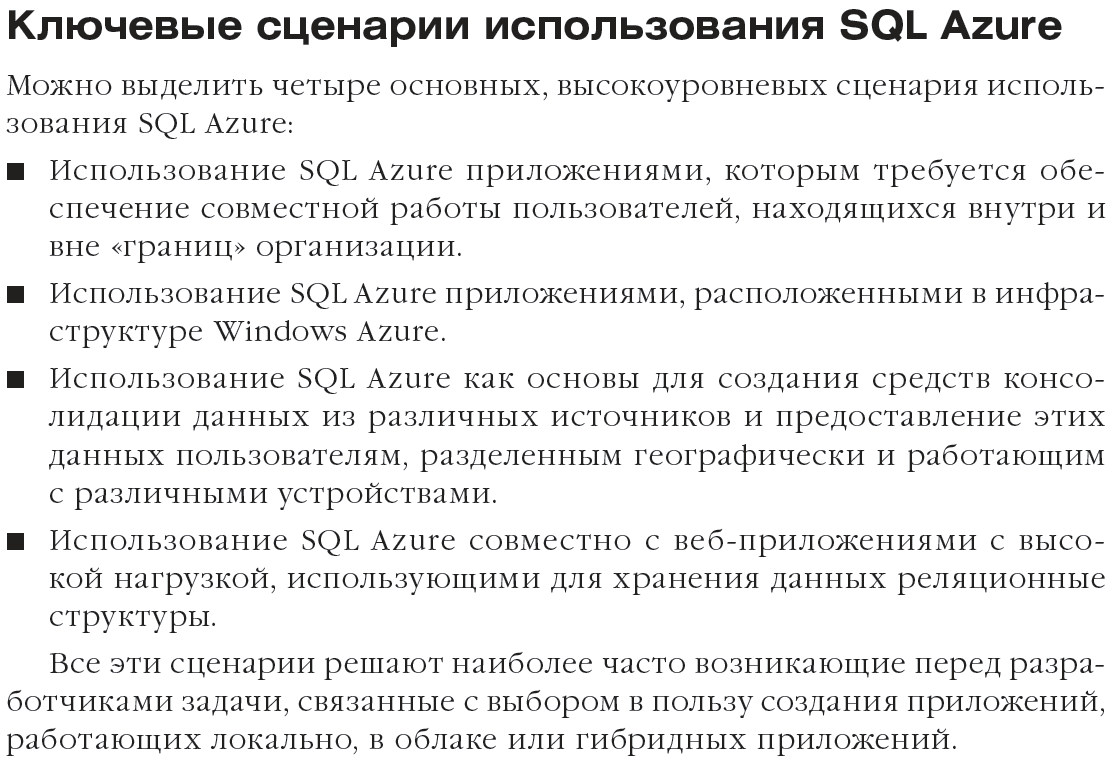 Ключевые сценарии использования SQL Azure
Можно выделить четыре основных, высокоуровневых сценария исполь-
зования SQL Azure:
■ Использование SQL Azure приложениями, которым требуется обе-
спечение совместной работы пользователей, находящихся внутри и
вне «границ» организации.
■ Использование SQL Azure приложениями, расположенными в инфра-
структуре Windows Azure.
■ Использование SQL Azure как основы для создания средств консо-
лидации данных из различных источников и предоставление этих
данных пользователям, разделенным географически и работающим
с различными устройствами.
■ Использование SQL Azure совместно с веб-приложениями с высо-
кой нагрузкой, использующими для хранения данных реляционные
структуры.
Все эти сценарии решают наиболее часто возникающие перед разра-
ботчиками задачи, связанные с выбором в пользу создания приложений,
работающих локально, в облаке или гибридных приложений.